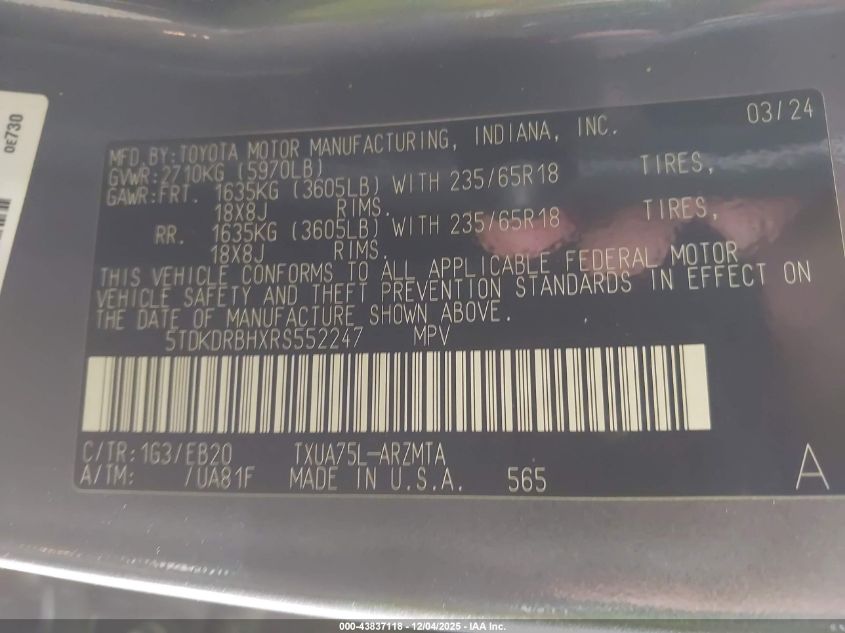 OE730
03/24
MFD.BY:TOYOTA MOTOR MANUFACTURING, INDIANA, INC.
GVWR:2710KG (5970LB)
GAWR:FRT. 1635KG (3605LB) WITH 235/65R18 TIRES,
18X8J RIMS.
RR. 1635KG (3605LB) WITH 235/65R18 TIRES,
18X8J RIMS.
THIS VEHICLE CONFORMS TO ALL APPLICABLE FEDERAL MOTOR
VEHICLE SAFETY AND THEFT PREVENTION STANDARDS IN EFFECT ON
THE DATE OF MANUFACTURE SHOWN ABOVE.
5TDKDRBHXRS552247 MPV
C/TR:1G3/EB20 TXUA75L-ARZMTA
A/TM: /UA81F MADE IN U.S.A. 565
A
000-43837118 - 12/04/2025 - IAA Inc.